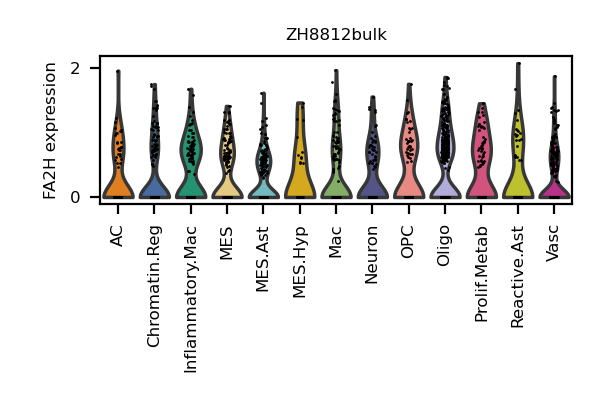 ZH8812bulk
FA2H expression
2
0
AC
Chromatin.Reg
Inflammatory.Mac
MES
MES.Ast
MES.Hyp
Mac
Neuron
OPC
Oligo
Prolif.Metab
Reactive.Ast
Vasc